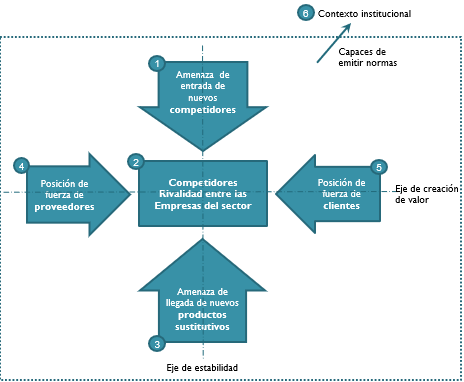 6 Contexto institucional
Capaces de
emitir normas
1
Amenaza de
entrada de
nuevos
competidores
4
Posición de
fuerza de
proveedores
2
Competidores
Rivalidad entre ias
Empresas del sector
5
Posición de
fuerza de
clientes
Eje de creación
de valor
Amenaza de
llegada de nuevos
productos
sustitutivos
3
Eje de estabilidad